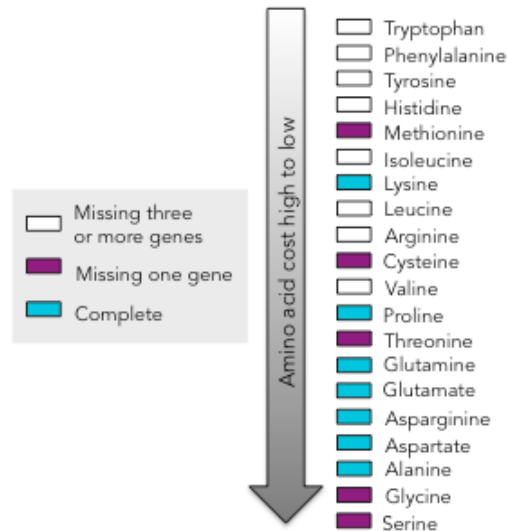 Tryptophan
Phenylalanine
Tyrosine
Histidine
Methionine
Isoleucine
Lysine
Leucine
Arginine
Cysteine
Valine
Proline
Threonine
Glutamine
Glutamate
Asparginine
Aspartate
Alanine
Glycine
Serine
Amino acid cost high to low
Missing three
or more genes
Missing one gene
Complete